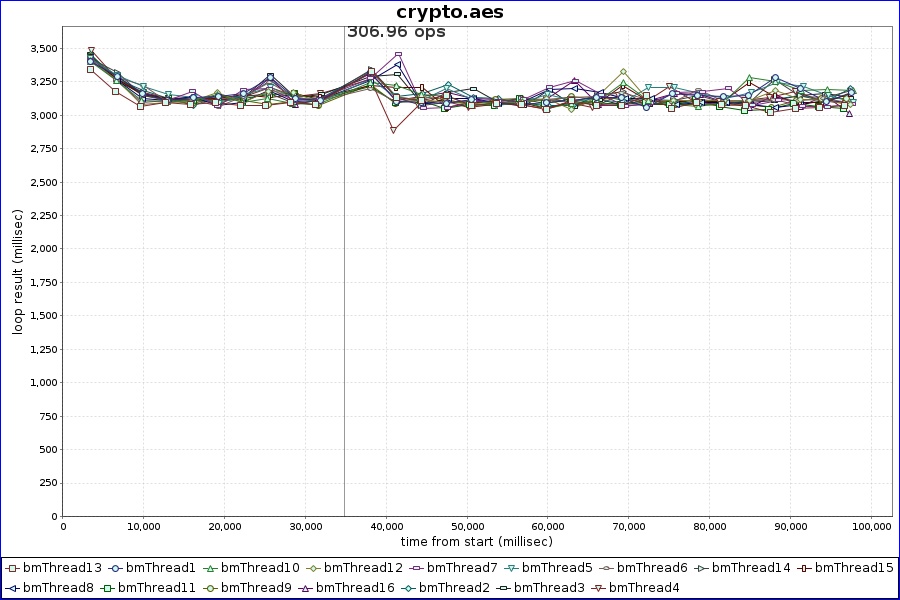 crypto.aes
306.96 ops
3,500
3,250
3,000
2,750
2,500
2,250
2,000
1,750
1,500
1,250
1,000
750
500
250
0
loop result (millisec)
0 10,000 20,000 30,000 40,000 50,000 60,000 70,000 80,000 90,000 100,000
time from start (millisec)
bmThread13 bmThread1 bmThread10 bmThread12 bmThread7 bmThread5 bmThread6 bmThread14 bmThread15
bmThread8 bmThread11 bmThread9 bmThread16 bmThread2 bmThread3 bmThread4